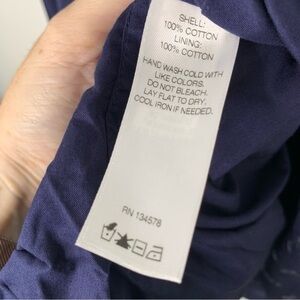 SHELL:
100% COTTON
LINING:
100% COTTON
HAND WASH COLD WITH
LIKE COLORS.
DO NOT BLEACH.
LAY FLAT TO DRY.
COOL IRON IF NEEDED.
RN 134578